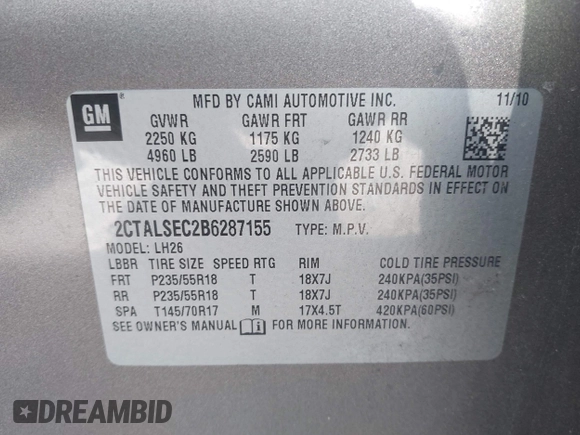 GM
MFD BY CAMI AUTOMOTIVE INC. 11/10
GVWR GAWR FRT GAWR RR
2250 KG 1175 KG 1240 KG
4960 LB 2590 LB 2733 LB
THIS VEHICLE CONFORMS TO ALL APPLICABLE U.S. FEDERAL MOTOR
VEHICLE SAFETY AND THEFT PREVENTION STANDARDS IN EFFECT ON
THE DATE OF MANUFACTURE SHOWN ABOVE.
2CTALSEC2B6287155 TYPE: M.P.V.
MODEL: LH26
LBBR TIRE SIZE SPEED RTG RIM COLD TIRE PRESSURE
FRT P235/55R18 T 18X7J 240KPA(35PSI)
RR P235/55R18 T 18X7J 240KPA(35PSI)
SPA T145/70R17 M 17X4.5T 420KPA(60PSI)
SEE OWNER'S MANUAL FOR MORE INFORMATION.
DREAMBID